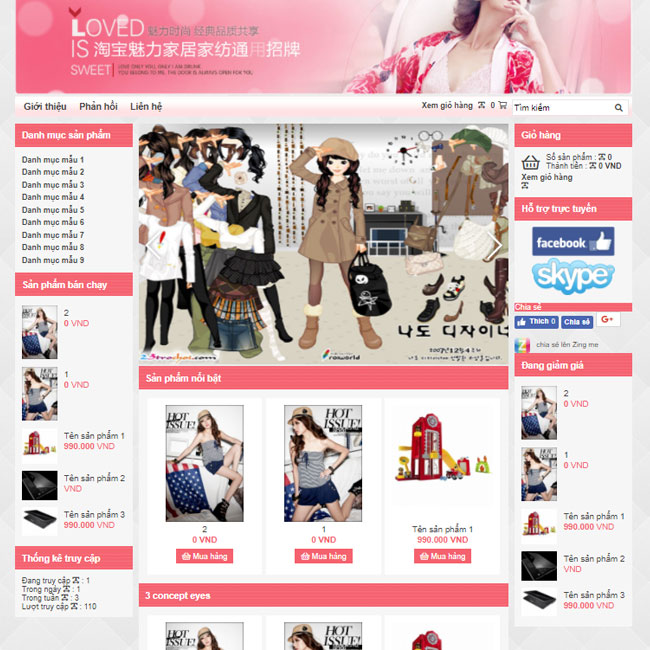 LOVED
魅力时尚 经典品质共享
IS 淘宝魅力家居家纺通用招牌
SWEET
LOVE ONLY WILL ONLY I AM DRUNK
YOU BELONG TO ME. THE DOOR IS ALWAYS OPEN FOR YOU
Giới thiệu Phản hồi Liên hệ
Xem giỏ hàng 0
Tìm kiếm
Danh mục sản phẩm
Danh mục mẫu 1
Danh mục mẫu 2
Danh mục mẫu 3
Danh mục mẫu 4
Danh mục mẫu 5
Danh mục mẫu 6
Danh mục mẫu 7
Danh mục mẫu 8
Danh mục mẫu 9
Sản phẩm bán chạy
2
0 VND
1
0 VND
Tên sản phẩm 1
990.000 VND
Tên sản phẩm 2
VND
Tên sản phẩm 3
990.000 VND
Thống kê truy cập
Đang truy cập : 1
Trong ngày : 1
Trong tuần : 3
Lượt truy cập : 110
나도 디자이너
roiworld
Sản phẩm nổi bật
HOT ISSUE!
2
0 VND
Mua hàng
HOT ISSUE!
1
0 VND
Mua hàng
Tên sản phẩm 1
990.000 VND
Mua hàng
3 concept eyes
HOT ISSUE!
HOT ISSUE!
Giỏ hàng
Số sản phẩm : 0
Thành tiền : 0 VND
Xem giỏ hàng
Hỗ trợ trực tuyến
facebook
skype
Chia sẻ
Thích 0
Chia sẻ
G+
chia sẻ lên Zing me
Đang giảm giá
2
0 VND
1
0 VND
Tên sản phẩm 1
990.000 VND
Tên sản phẩm 2
VND
Tên sản phẩm 3
990.000 VND